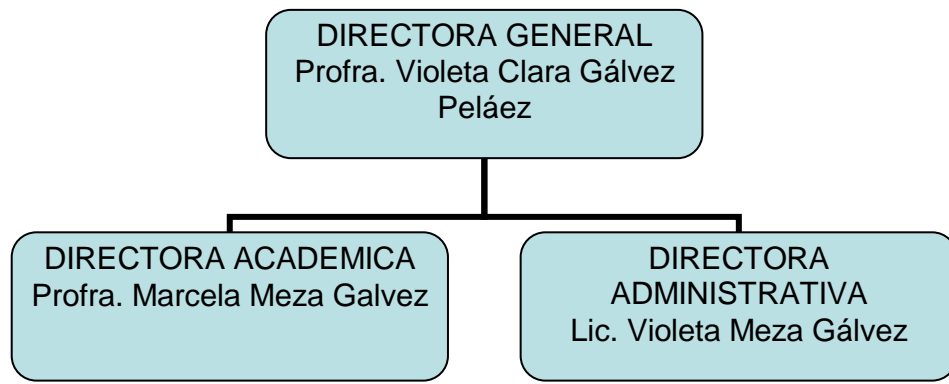 DIRECTORA GENERAL
Profra. Violeta Clara Gálvez
Peláez
DIRECTORA ACADEMICA
Profra. Marcela Meza Galvez
DIRECTORA
ADMINISTRATIVA
Lic. Violeta Meza Gálvez